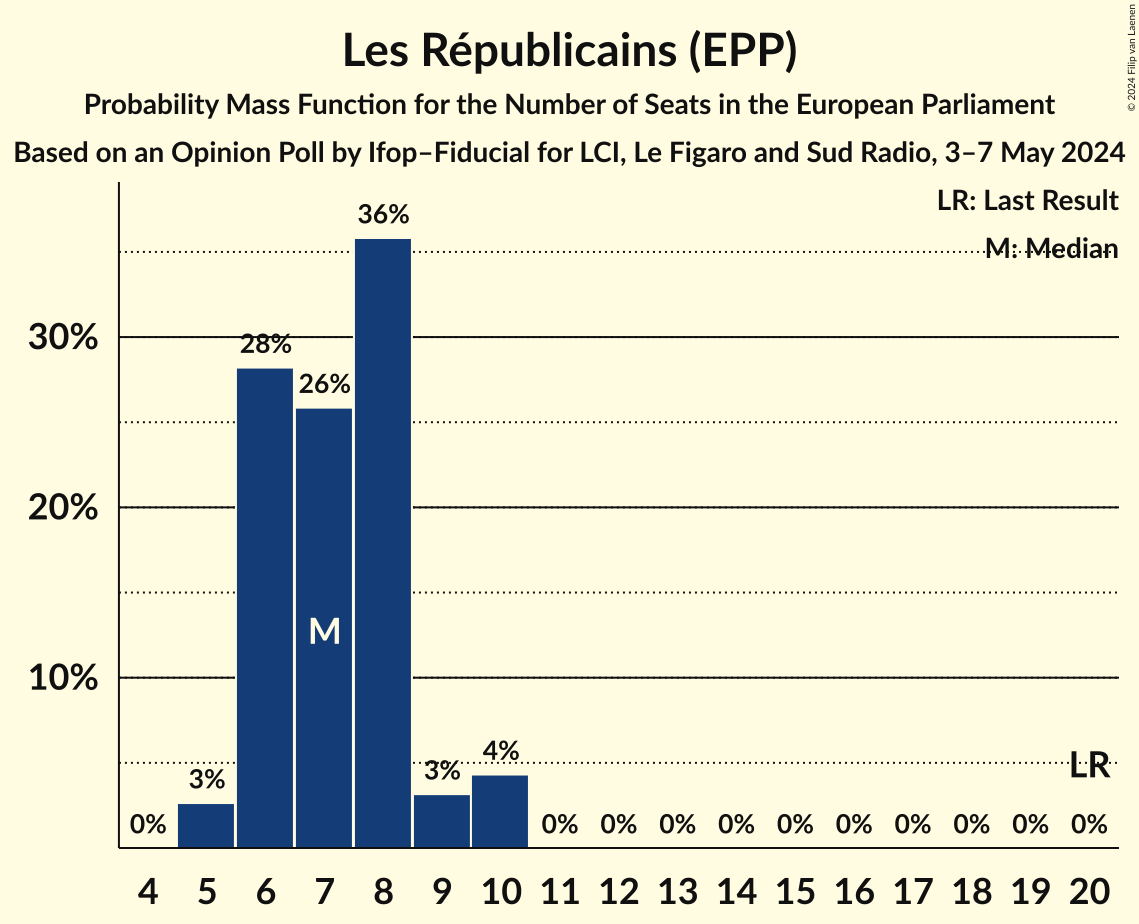 Les Républicains (EPP)
Probability Mass Function for the Number of Seats in the European Parliament
Based on an Opinion Poll by Ifop–Fiducial for LCI, Le Figaro and Sud Radio, 3–7 May 2024
© 2024 Filip van Laenen
LR: Last Result
M: Median
36%
30%
28%
26%
20%
M
10%
LR
4%
3%
3%
0% 0% 0% 0% 0% 0% 0% 0% 0% 0% 0%
4 5 6 7 8 9 10 11 12 13 14 15 16 17 18 19 20